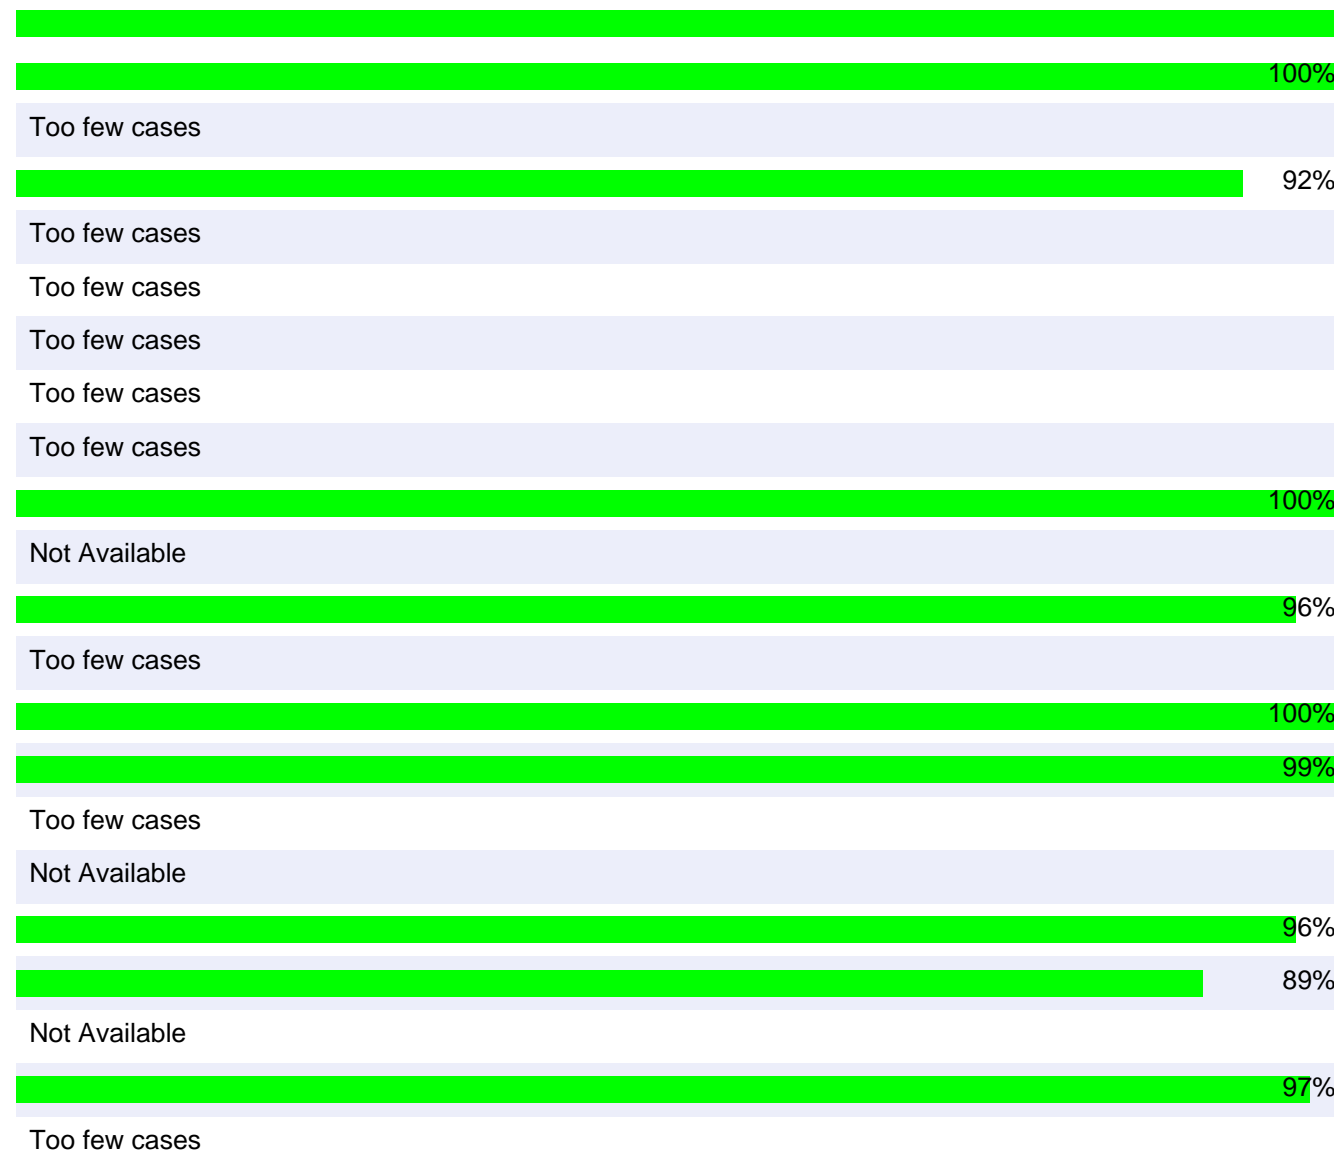 100%
Too few cases
92%
Too few cases
Too few cases
Too few cases
Too few cases
Too few cases
100%
Not Available
96%
Too few cases
100%
99%
Too few cases
Not Available
96%
89%
Not Available
97%
Too few cases